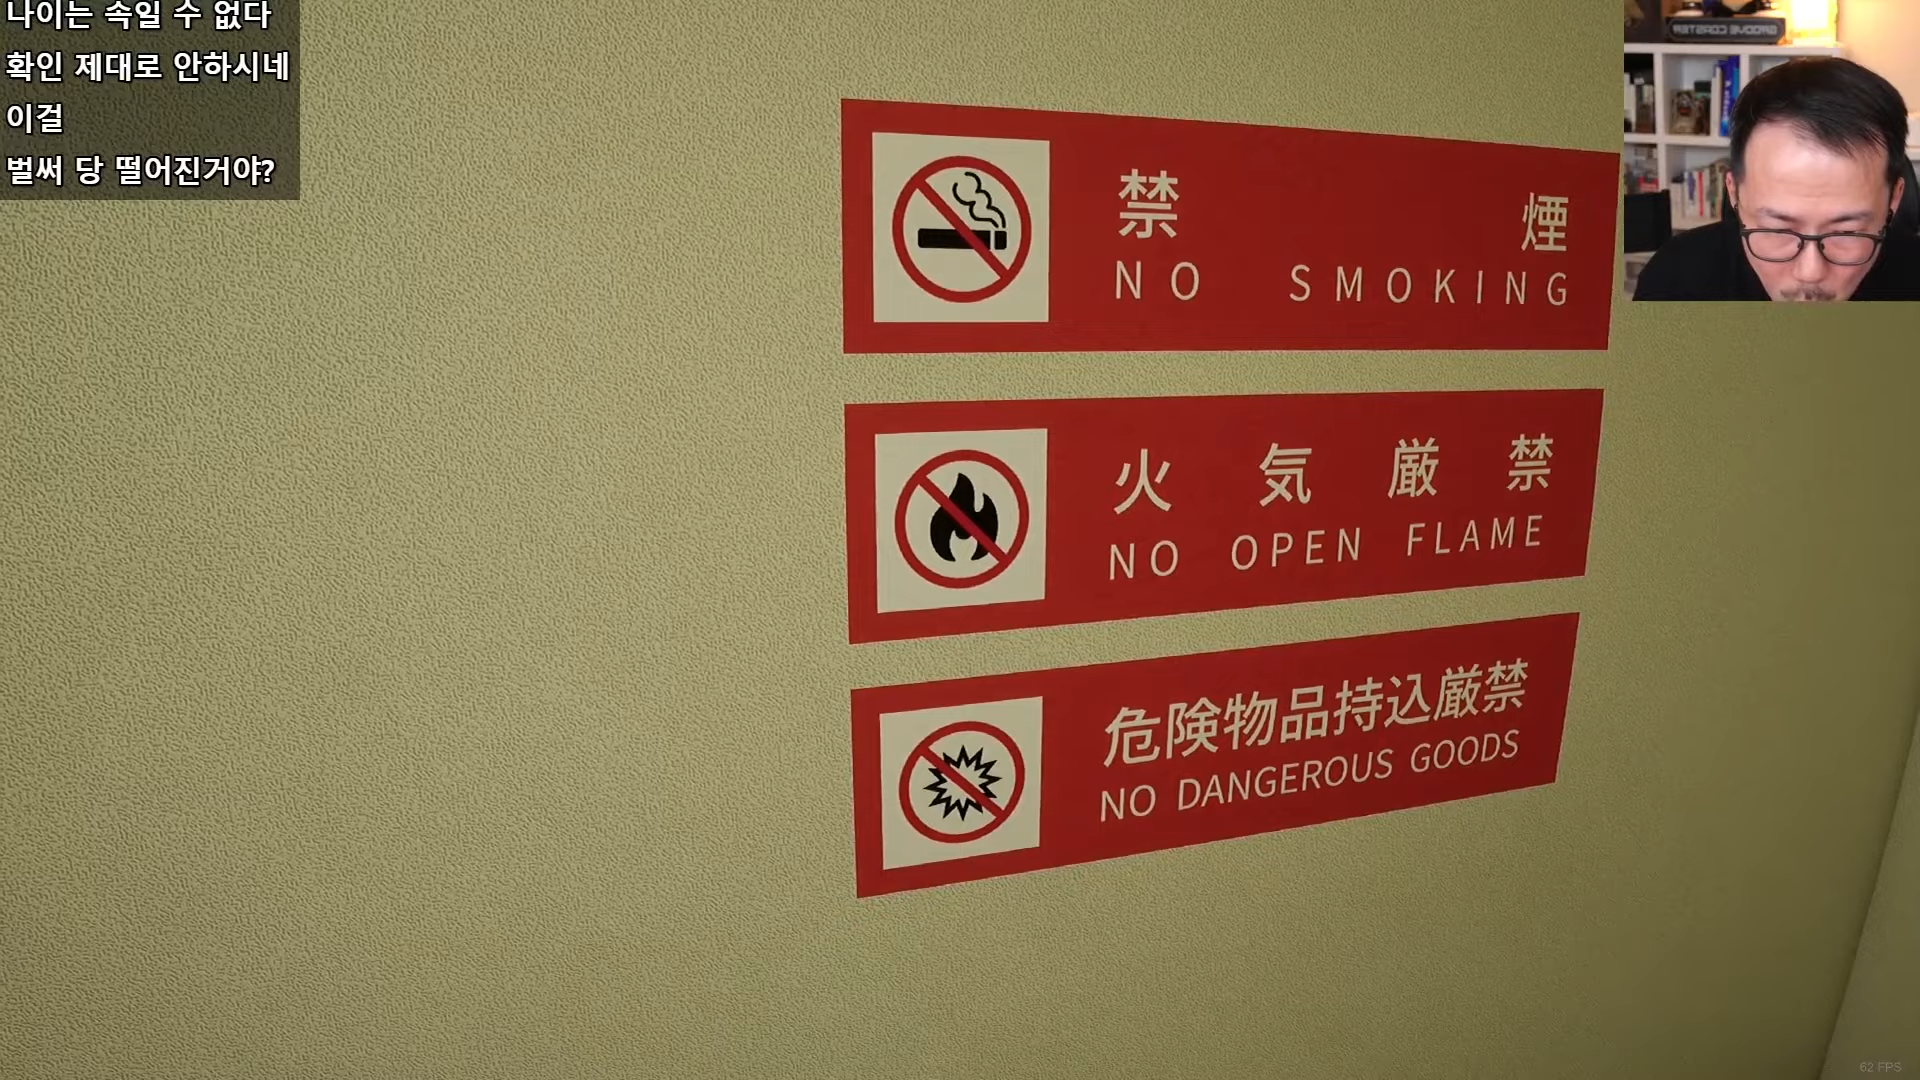 나이는 속일 수 없다
확인 제대로 안하시네
이걸
벌써 당 떨어진거야?
禁煙
NO SMOKING
火気厳禁
NO OPEN FLAME
危険物品持込厳禁
NO DANGEROUS GOODS
GROOVE COASTER
62 FPS